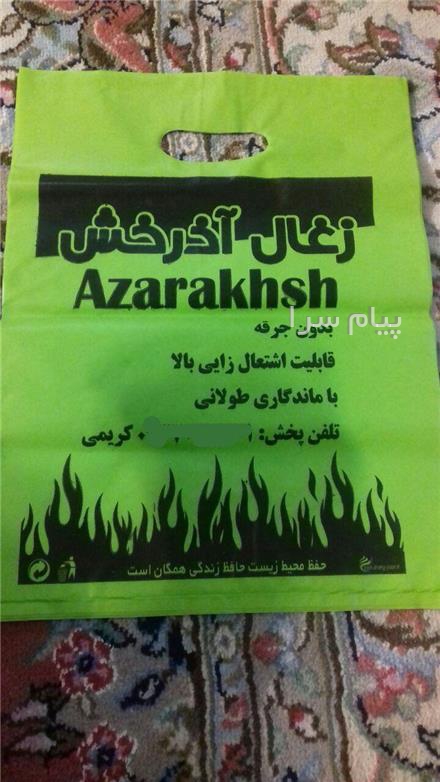 زغال آذرخش
Azarakhsh
پیام سرا
بدون جرقه
قابلیت اشتعال زایی بالا
با ماندگاری طولانی
تلفن پخش: کریمی
حفظ محیط زیست حافظ زندگی همگان است